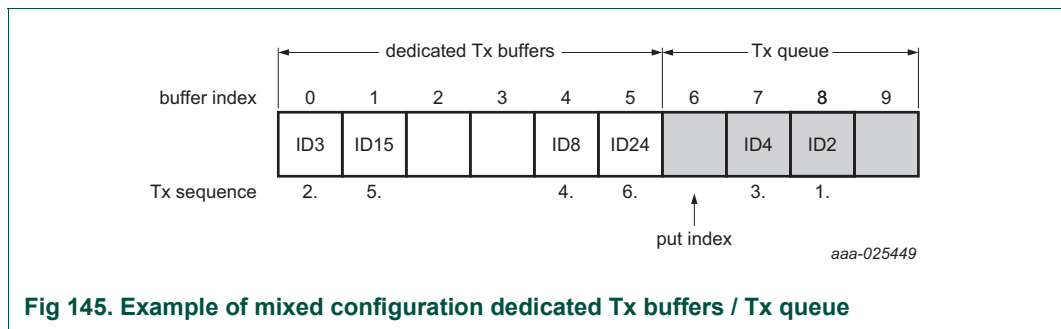 dedicated Tx buffers Tx queue
buffer index 0 1 2 3 4 5 6 7 8 9
ID3 ID15 ID8 ID24 ID4 ID2
Tx sequence 2. 5. 4. 6. 3. 1.
put index
aaa-025449
Fig 145. Example of mixed configuration dedicated Tx buffers / Tx queue